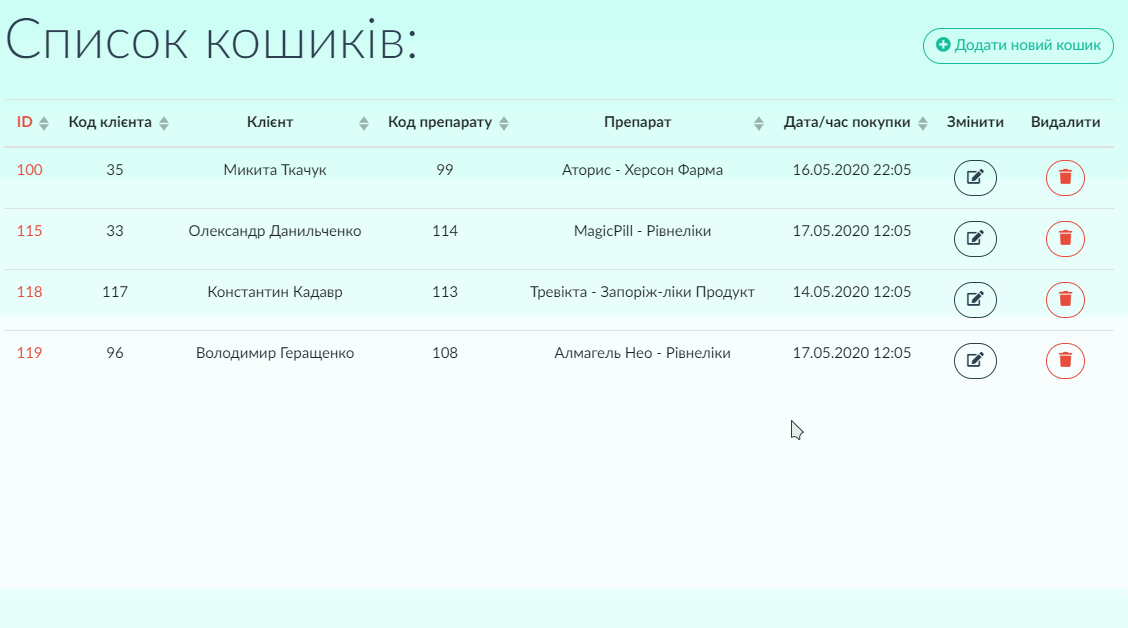 Список кошиків:
Додати новий кошик
ID Код клієнта Клієнт Код препарату Препарат Дата/час покупки Змінити Видалити
100 35 Микита Ткачук 99 Аторис - Херсон Фарма 16.05.2020 22:05
115 33 Олександр Данильченко 114 MagicPill - Рівнеліки 17.05.2020 12:05
118 117 Константин Кадавр 113 Тревікта - Запоріж-ліки Продукт 14.05.2020 12:05
119 96 Володимир Геращенко 108 Алмагель Нео - Рівнеліки 17.05.2020 12:05